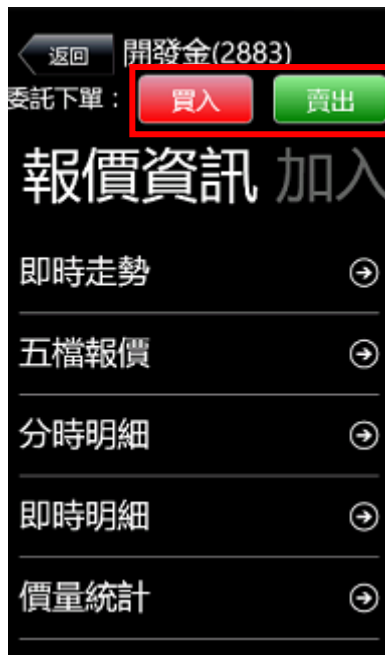 返回 開發金(2883)
委託下單： 買入 賣出
報價資訊 加入
即時走勢
五檔報價
分時明細
即時明細
價量統計